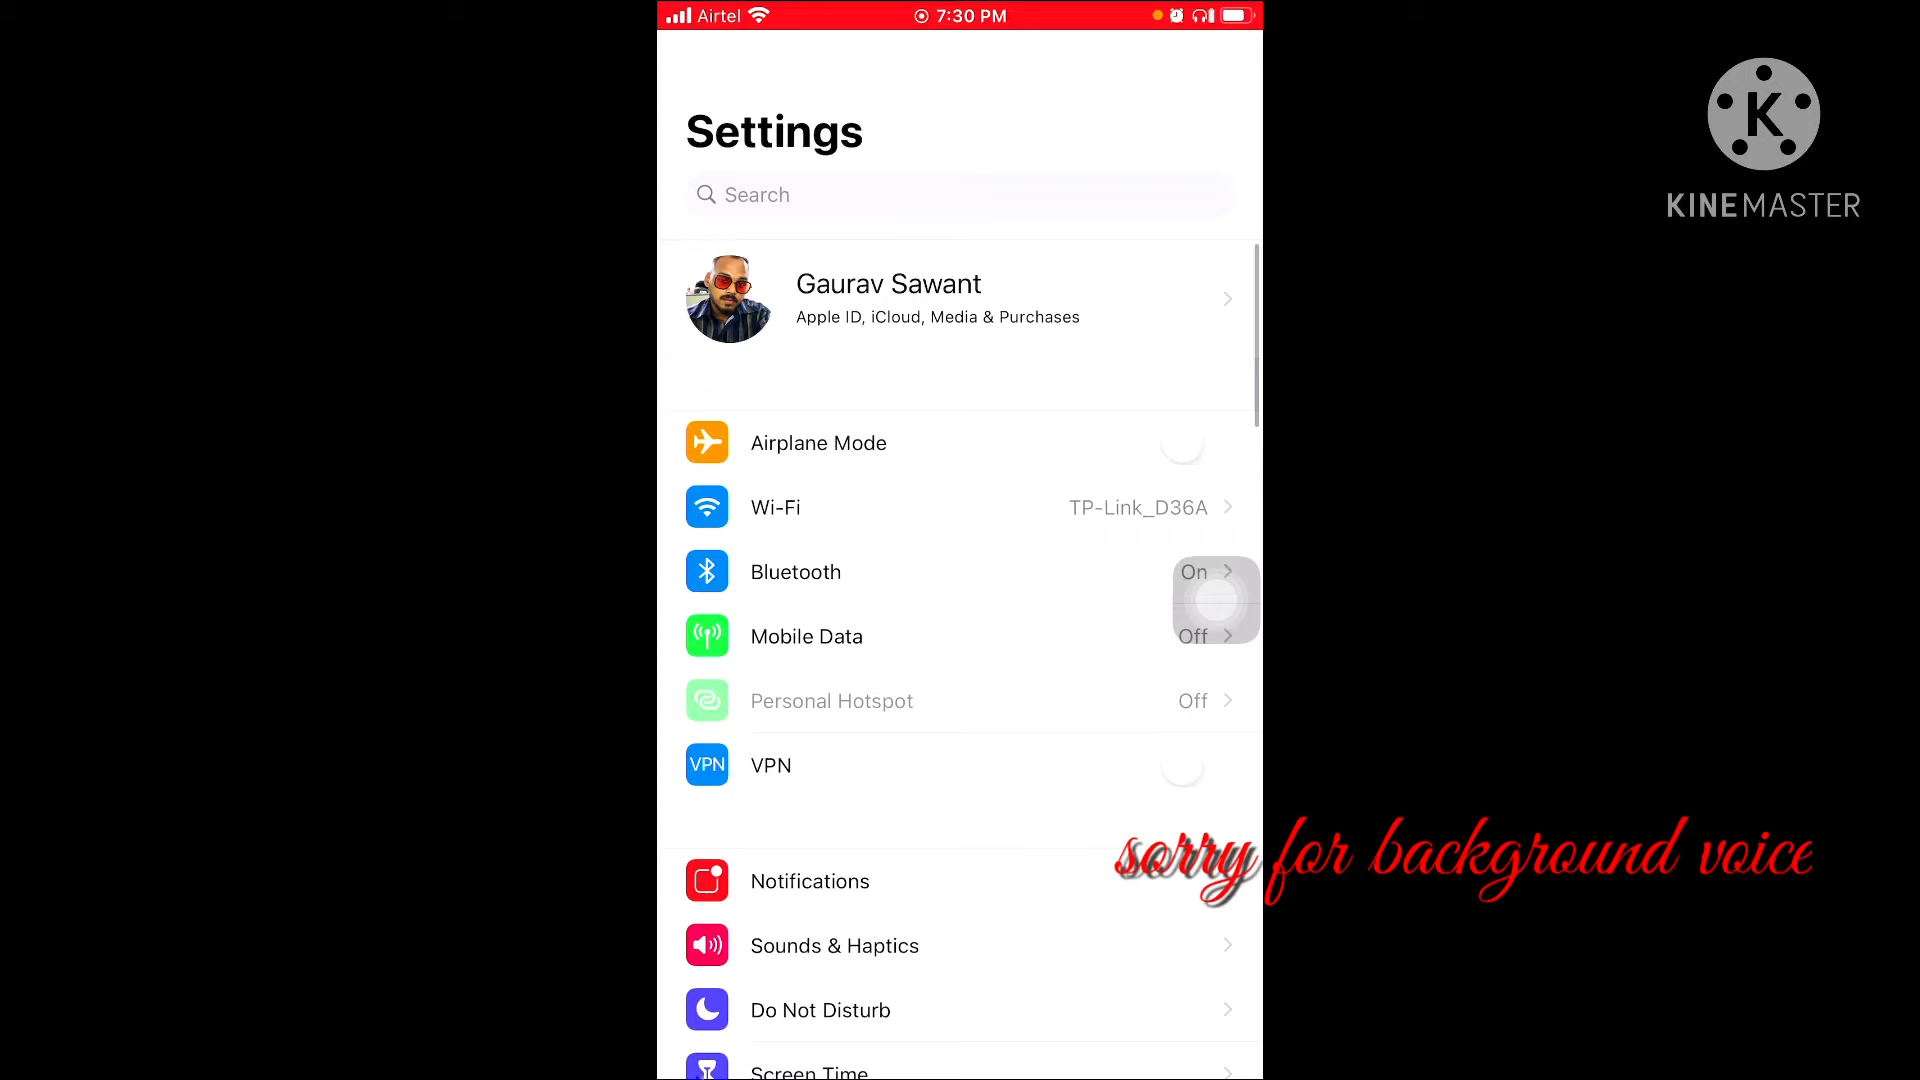 Airtel 7:30 PM
KINEMASTER
Settings
Search
Gaurav Sawant
Apple ID, iCloud, Media & Purchases
Airplane Mode
Wi-Fi TP-Link_D36A
Bluetooth On
Mobile Data Off
Personal Hotspot Off
VPN VPN
sorry for background voice
Notifications
Sounds & Haptics
Do Not Disturb
Screen Time